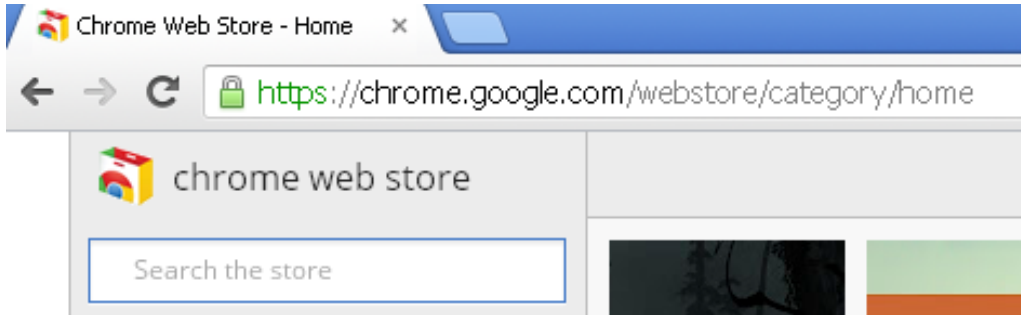 Chrome Web Store - Home
https://chrome.google.com/webstore/category/home
chrome web store
Search the store